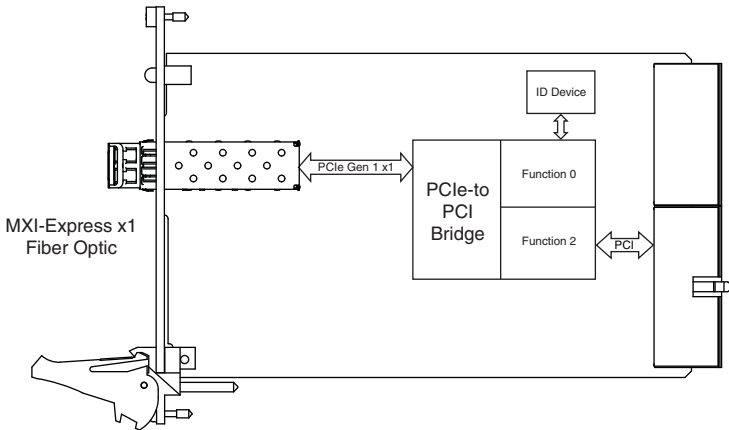 ID Device
PCIe Gen 1 x1
PCIe-to
PCI
Bridge
Function 0
Function 2
PCI
MXI-Express x1
Fiber Optic